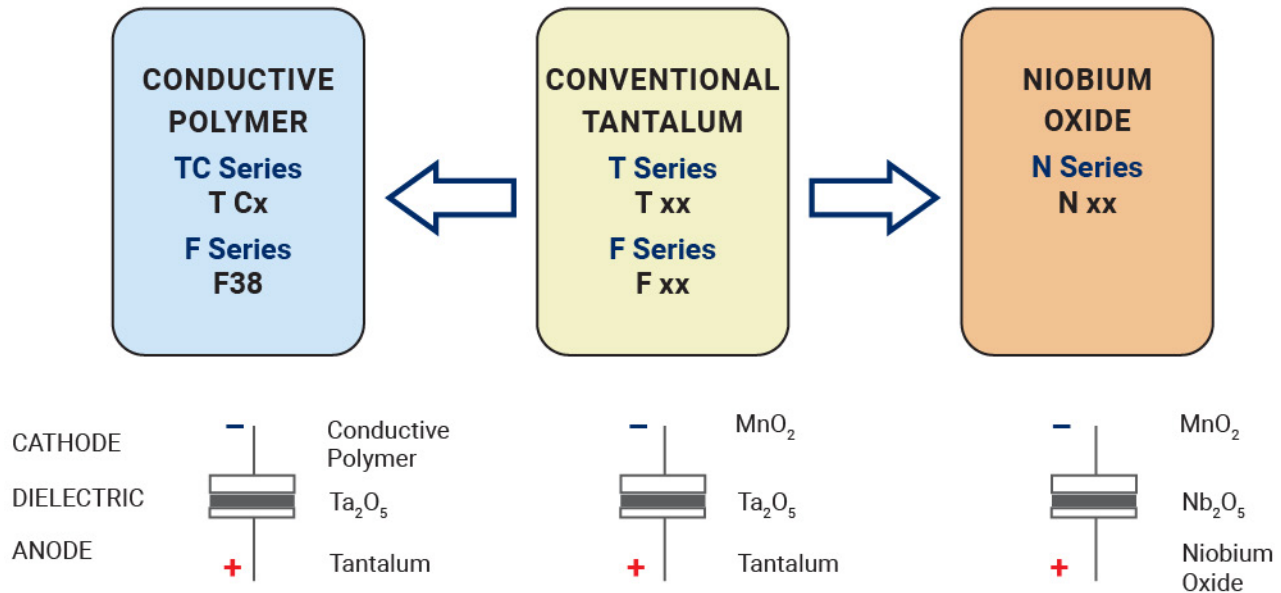 CONDUCTIVE
POLYMER
TC Series
T Cx
F Series
F38
CONVENTIONAL
TANTALUM
T Series
T xx
F Series
F xx
NIOBIUM
OXIDE
N Series
N xx
CATHODE
DIELECTRIC
ANODE
−
Conductive
Polymer
Ta₂O₅
+
Tantalum
−
MnO₂
Ta₂O₅
+
Tantalum
−
MnO₂
Nb₂O₅
+
Niobium
Oxide